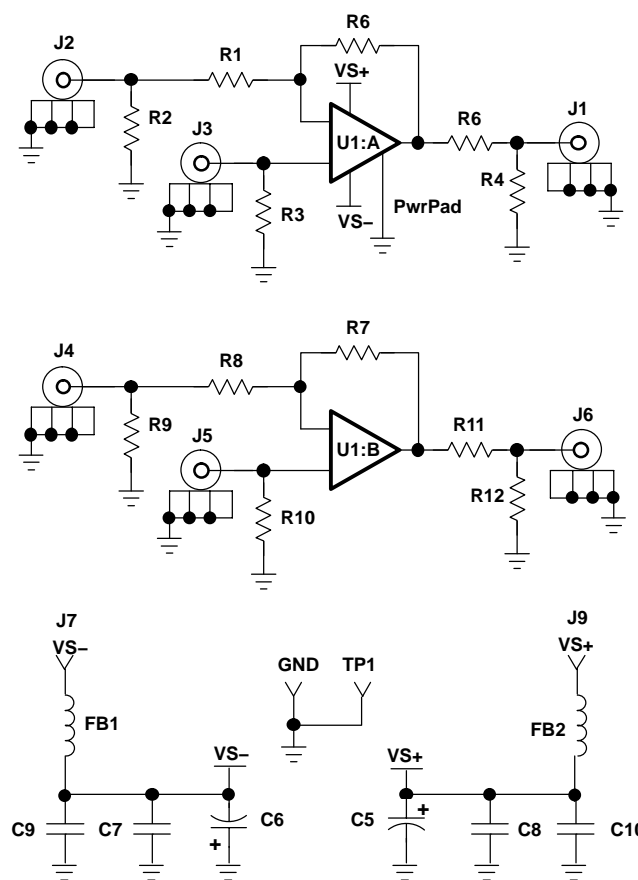 R6
J2
R1
VS+
J1
R2
J3
U1:A
R6
R3
VS−
PwrPad
R4
R7
J4
R8
R9
J5
U1:B
R11
J6
R10
R12
J7
VS−
J9
VS+
GND
TP1
FB1
FB2
VS−
VS+
C9
C7
C6
+
C5
+
C8
C10